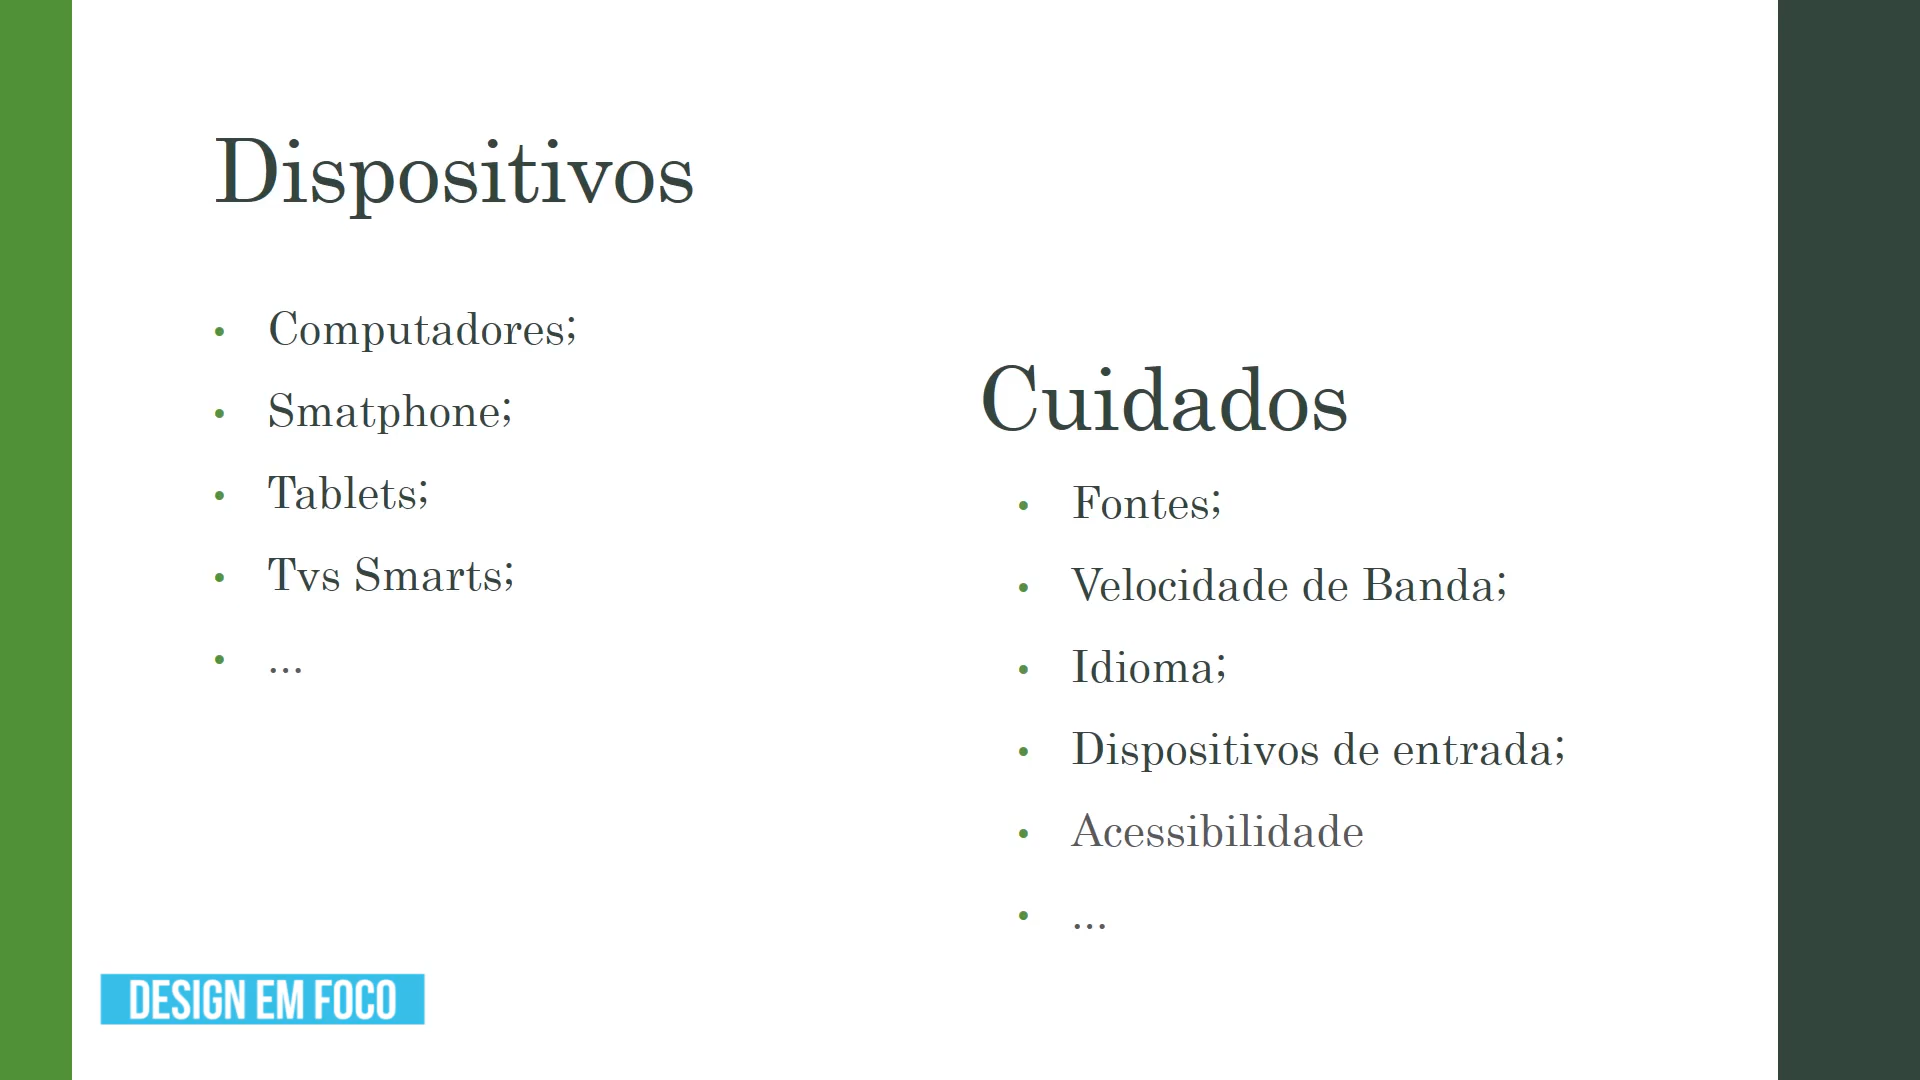 Dispositivos
• Computadores;
• Smatphone;
• Tablets;
• Tvs Smarts;
• ...
Cuidados
• Fontes;
• Velocidade de Banda;
• Idioma;
• Dispositivos de entrada;
• Acessibilidade
• ...
DESIGN EM FOCO